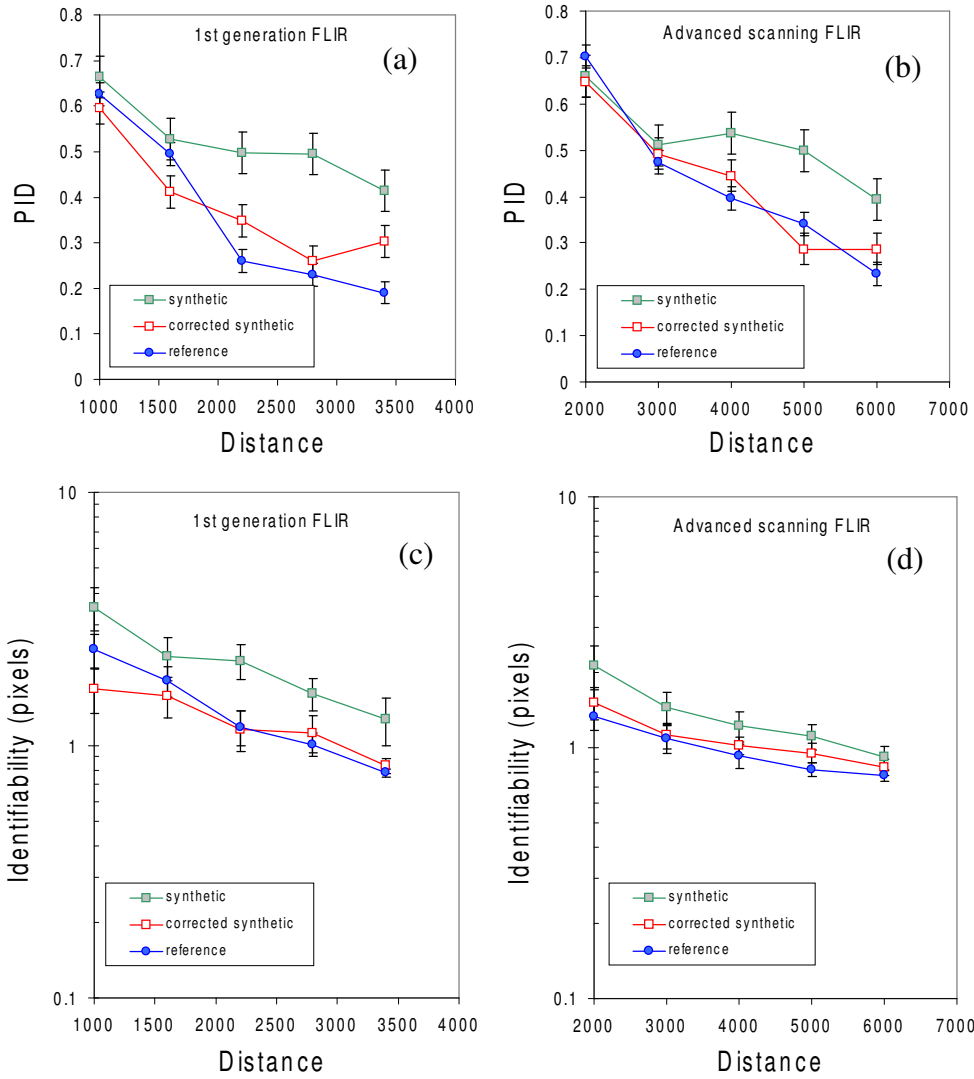 1st generation FLIR
(a)
0.8
0.7
0.6
0.5
0.4
0.3
0.2
0.1
0
PID
synthetic
corrected synthetic
reference
1000 1500 2000 2500 3000 3500 4000
Distance
Advanced scanning FLIR
(b)
0.8
0.7
0.6
0.5
0.4
0.3
0.2
0.1
0
PID
synthetic
corrected synthetic
reference
2000 3000 4000 5000 6000 7000
Distance
1st generation FLIR
(c)
10
1
0.1
Identifiability (pixels)
synthetic
corrected synthetic
reference
1000 1500 2000 2500 3000 3500 4000
Distance
Advanced scanning FLIR
(d)
10
1
0.1
Identifiability (pixels)
synthetic
corrected synthetic
reference
2000 3000 4000 5000 6000 7000
Distance